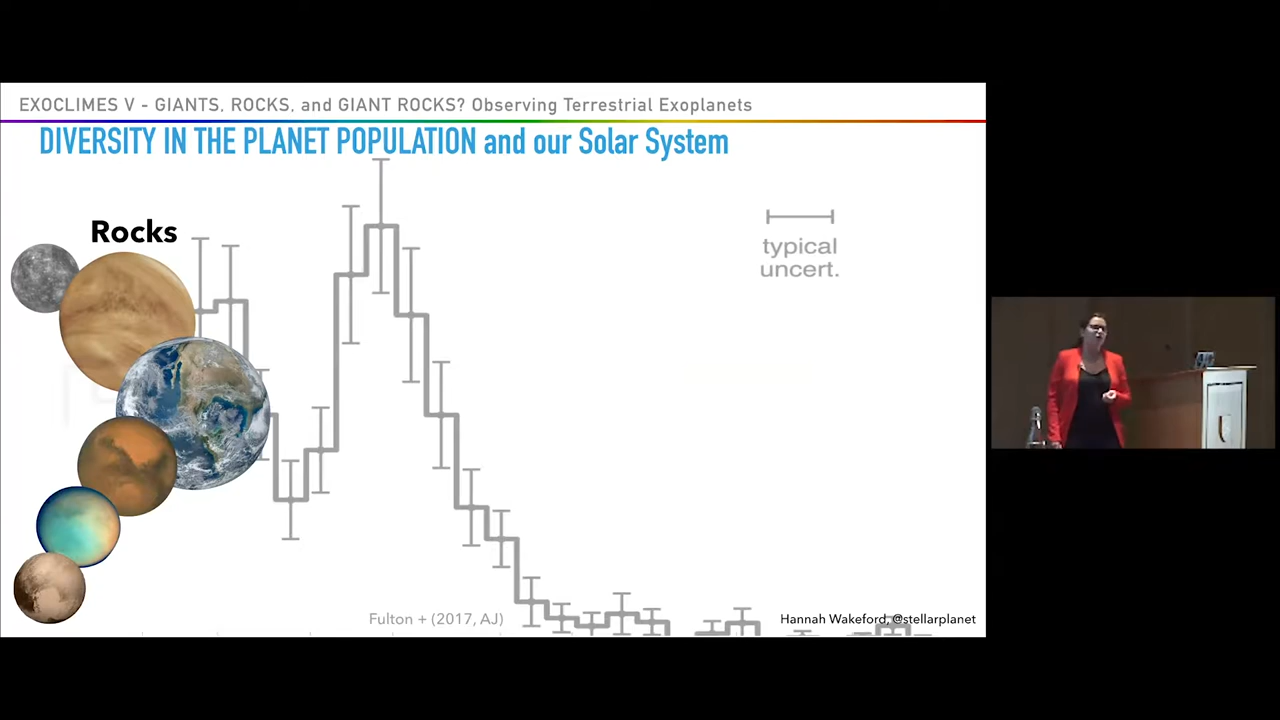 EXOCLIMES V - GIANTS, ROCKS, and GIANT ROCKS? Observing Terrestrial Exoplanets
DIVERSITY IN THE PLANET POPULATION and our Solar System
Rocks
typical
uncert.
Fulton + (2017, AJ)
Hannah Wakeford, @stellarplanet